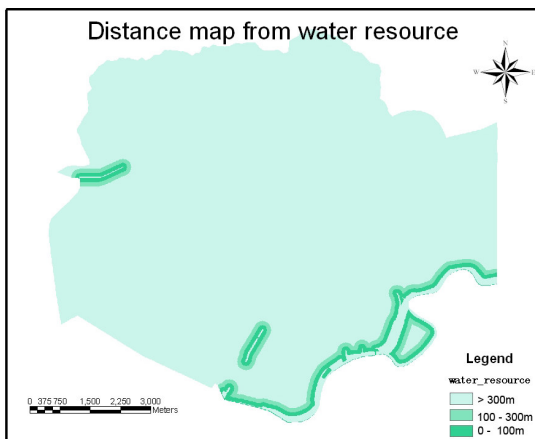 Distance map from water resource
N
W E
S
Legend
water_resource
> 300m
100 - 300m
0 - 100m
0 375 750 1,500 2,250 3,000
Meters